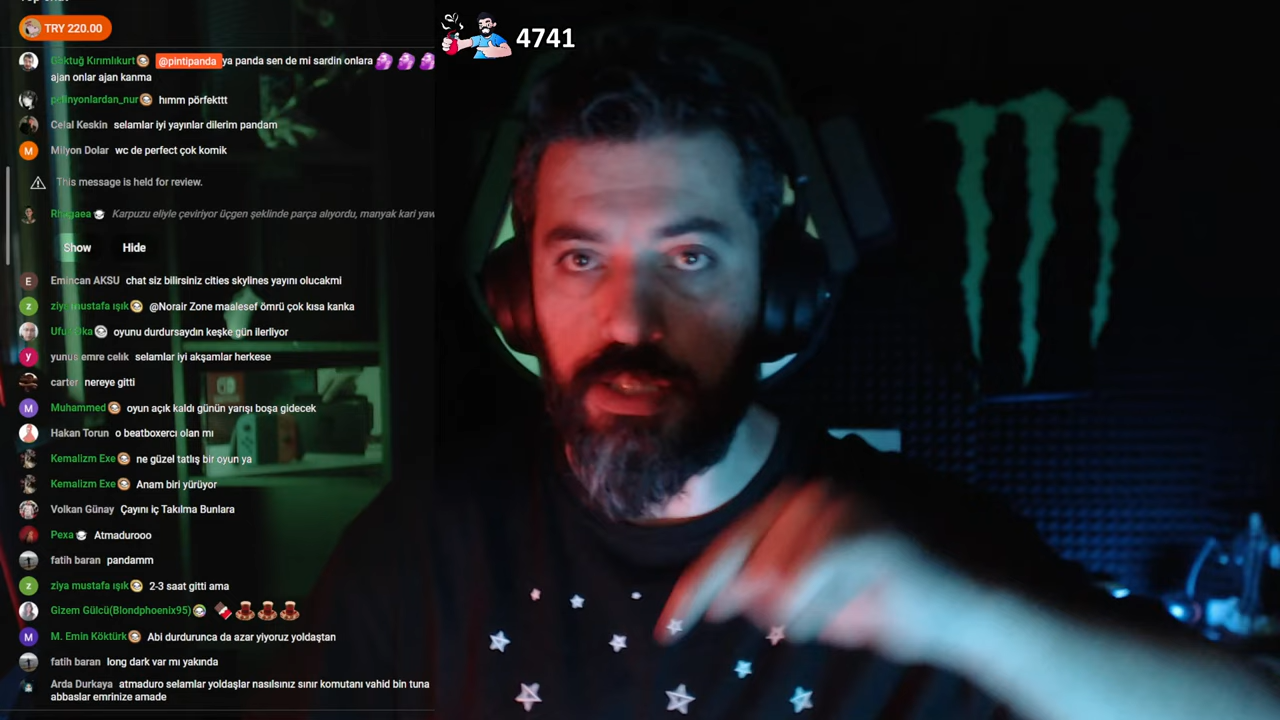 TRY 220.00
4741
Göktuğ Kırımlıkurt @pintipanda ya panda sen de mi sardin onlara
ajan onlar ajan kanma
hımm pörfekttt
Celal Keskin selamlar iyi yayınlar dilerim pandam
M Milyon Dolar wc de perfect çok komik
This message is held for review.
Karpuzu eliyle çeviriyor üçgen şeklinde parça alıyordu, manyak kari yaw
Show Hide
E Emincan AKSU chat siz bilirsiniz cities skylines yayını olucakmi
z ziya mustafa ışık @Norair Zone maalesef ömrü çok kısa kanka
oyunu durdursaydın keşke gün ilerliyor
y yunus emre celık selamlar iyi akşamlar herkese
carter nereye gitti
M Muhammed oyun açık kaldı günün yarışı boşa gidecek
Hakan Torun o beatboxercı olan mı
Kemalizm Exe ne güzel tatlış bir oyun ya
Kemalizm Exe Anam biri yürüyor
Volkan Günay Çayını iç Takılma Bunlara
Pexa Atmadurooo
fatih baran pandamm
z ziya mustafa ışık 2-3 saat gitti ama
Gizem Gülcü(Blondphoenix95)
M M. Emin Köktürk Abi durdurunca da azar yiyoruz yoldaştan
fatih baran long dark var mı yakında
Arda Durkaya atmaduro selamlar yoldaşlar nasılsınız sınır komutanı vahid bin tuna
abbaslar emrinize amade